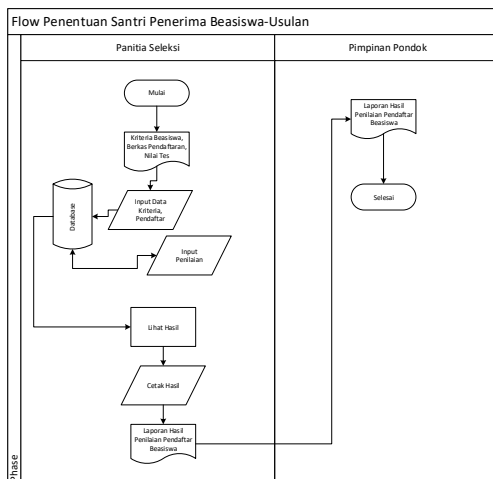 Flow Penentuan Santri Penerima Beasiswa-Usulan
Panitia Seleksi
Pimpinan Pondok
Mulai
Kriteria Beasiswa,
Berkas Pendaftaran,
Nilai Tes
Input Data
Kriteria,
Pendaftar
Database
Input
Penilaian
Lihat Hasil
Cetak Hasil
Laporan Hasil
Penilaian Pendaftar
Beasiswa
Laporan Hasil
Penilaian Pendaftar
Beasiswa
Selesai
Phase